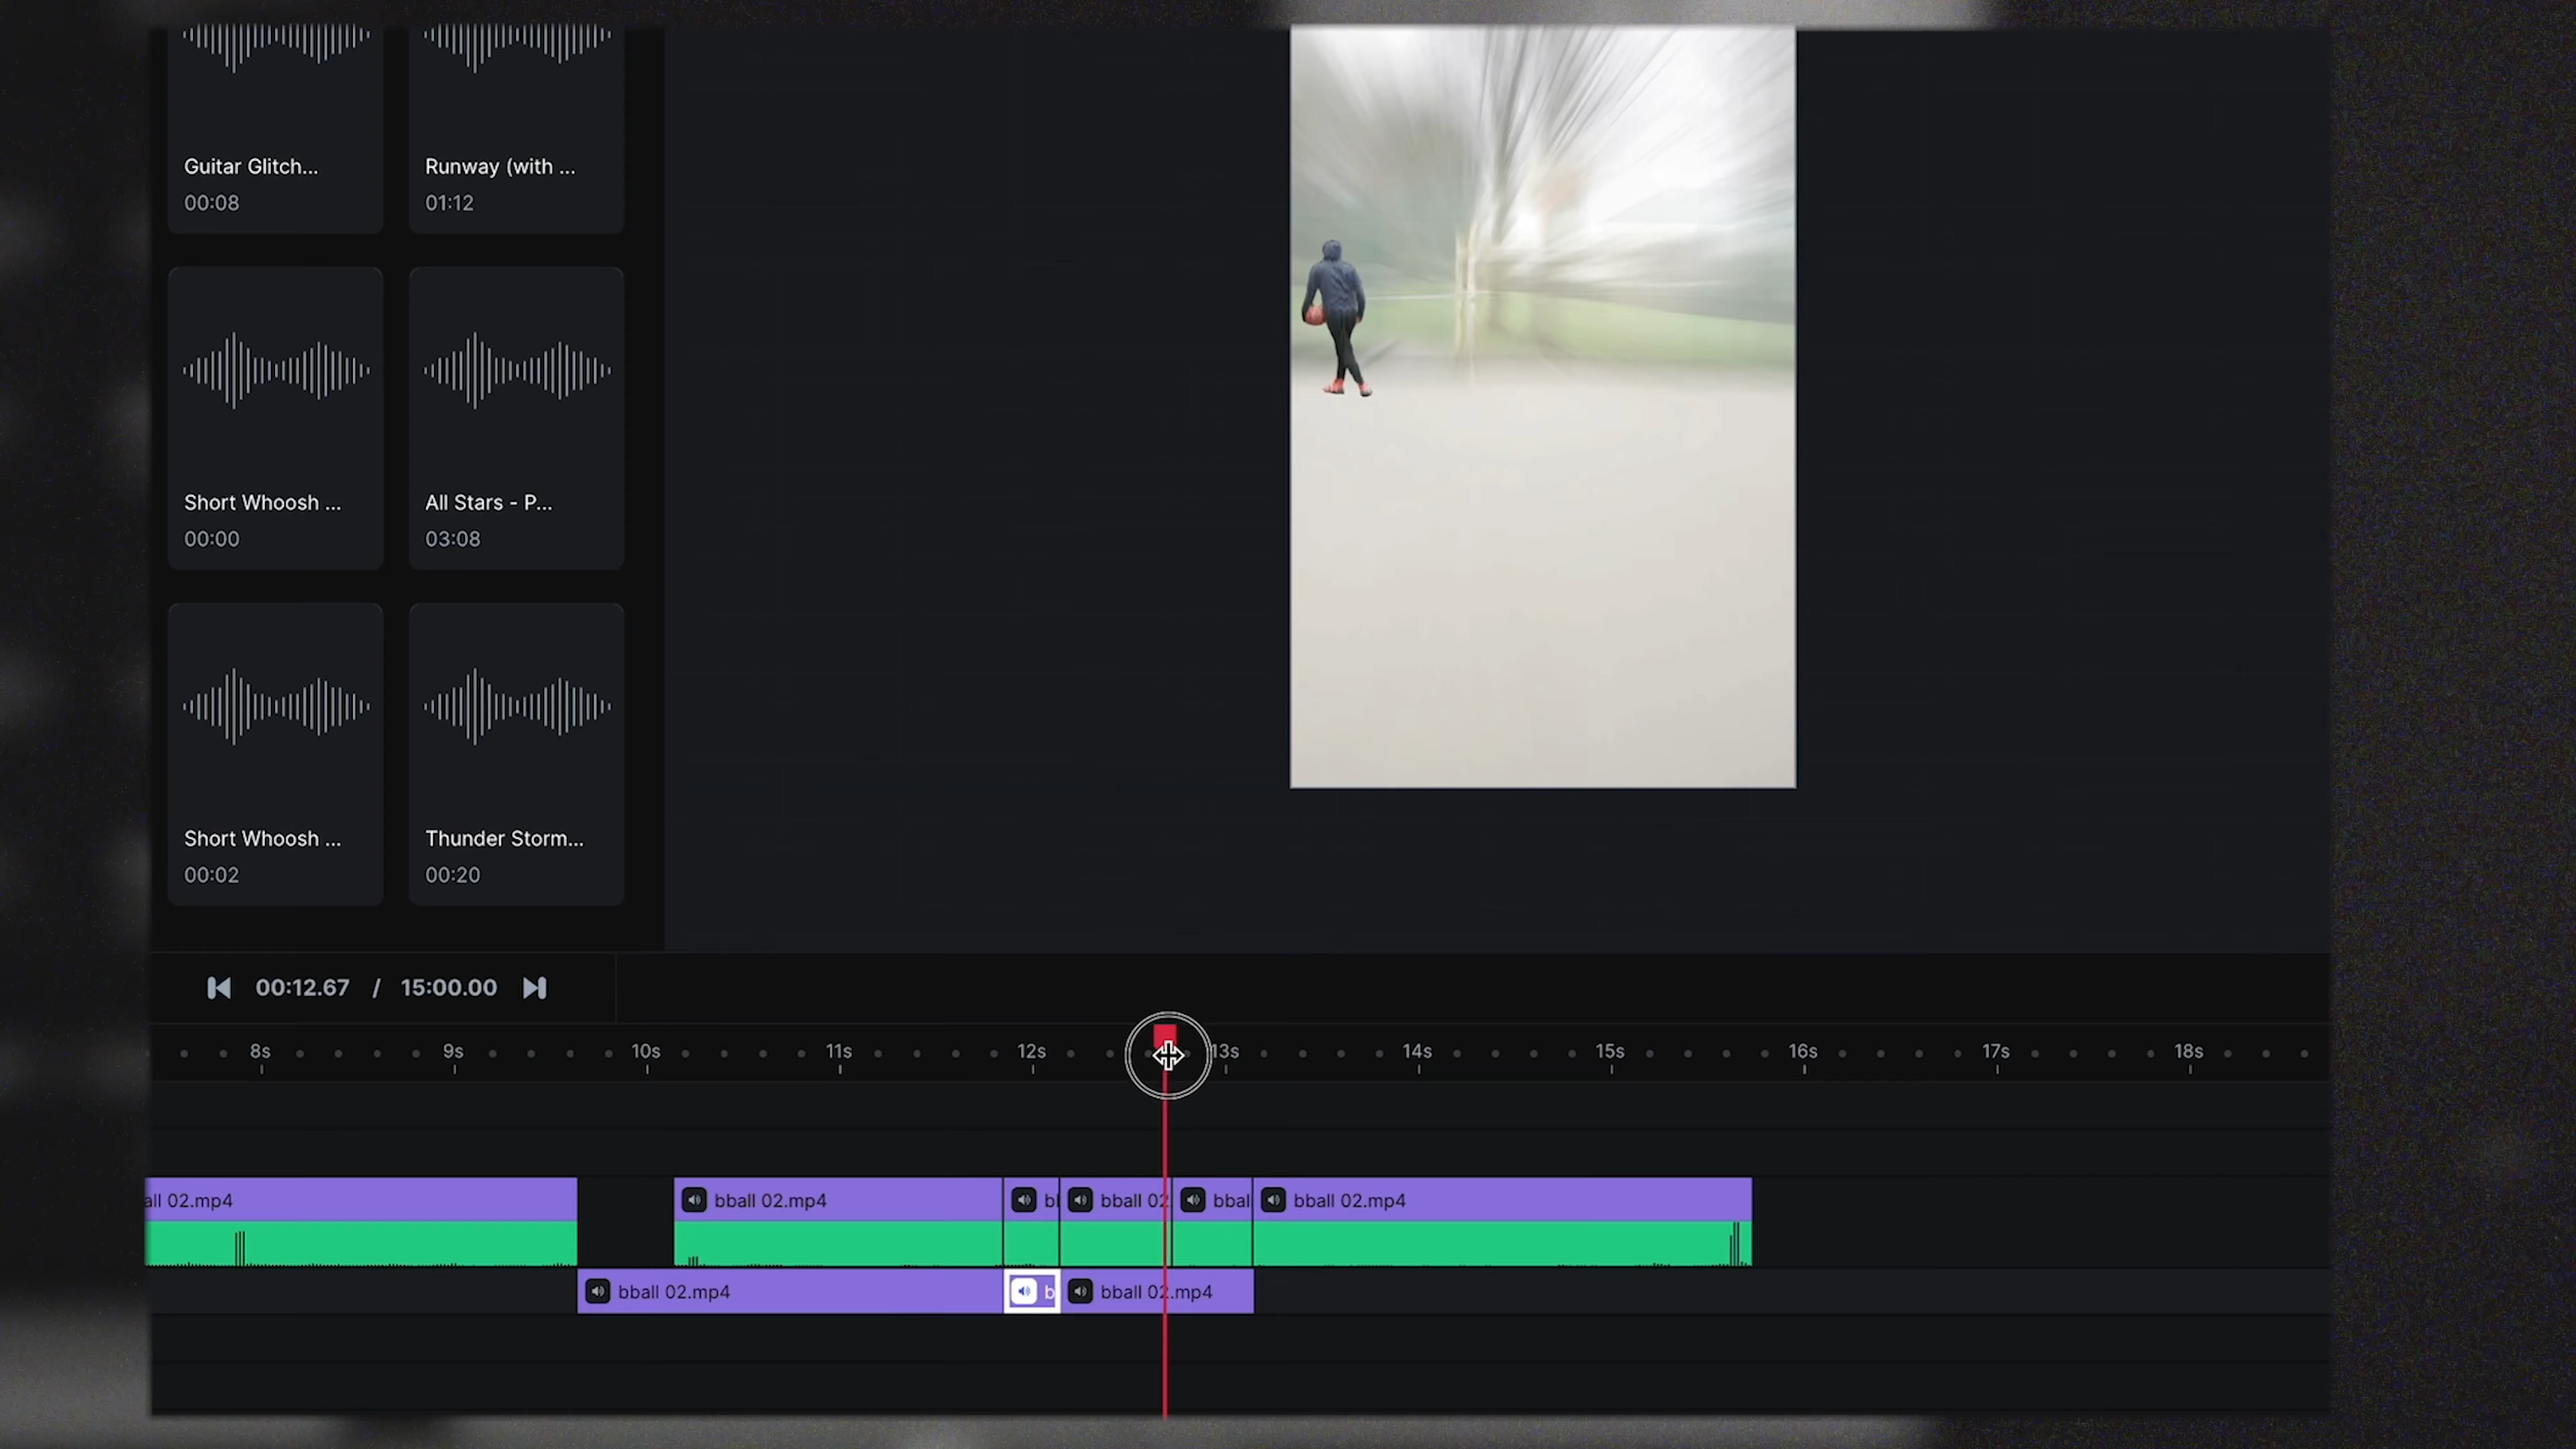 Guitar Glitch... Runway (with ...
00:08 01:12
Short Whoosh ... All Stars - P...
00:00 03:08
Short Whoosh ... Thunder Storm...
00:02 00:20
00:12.67 / 15:00.00
8s 9s 10s 11s 12s 13s 14s 15s 16s 17s 18s
all 02.mp4 bball 02.mp4 bl bball 02 bbal bball 02.mp4
bball 02.mp4 b bball 02.mp4